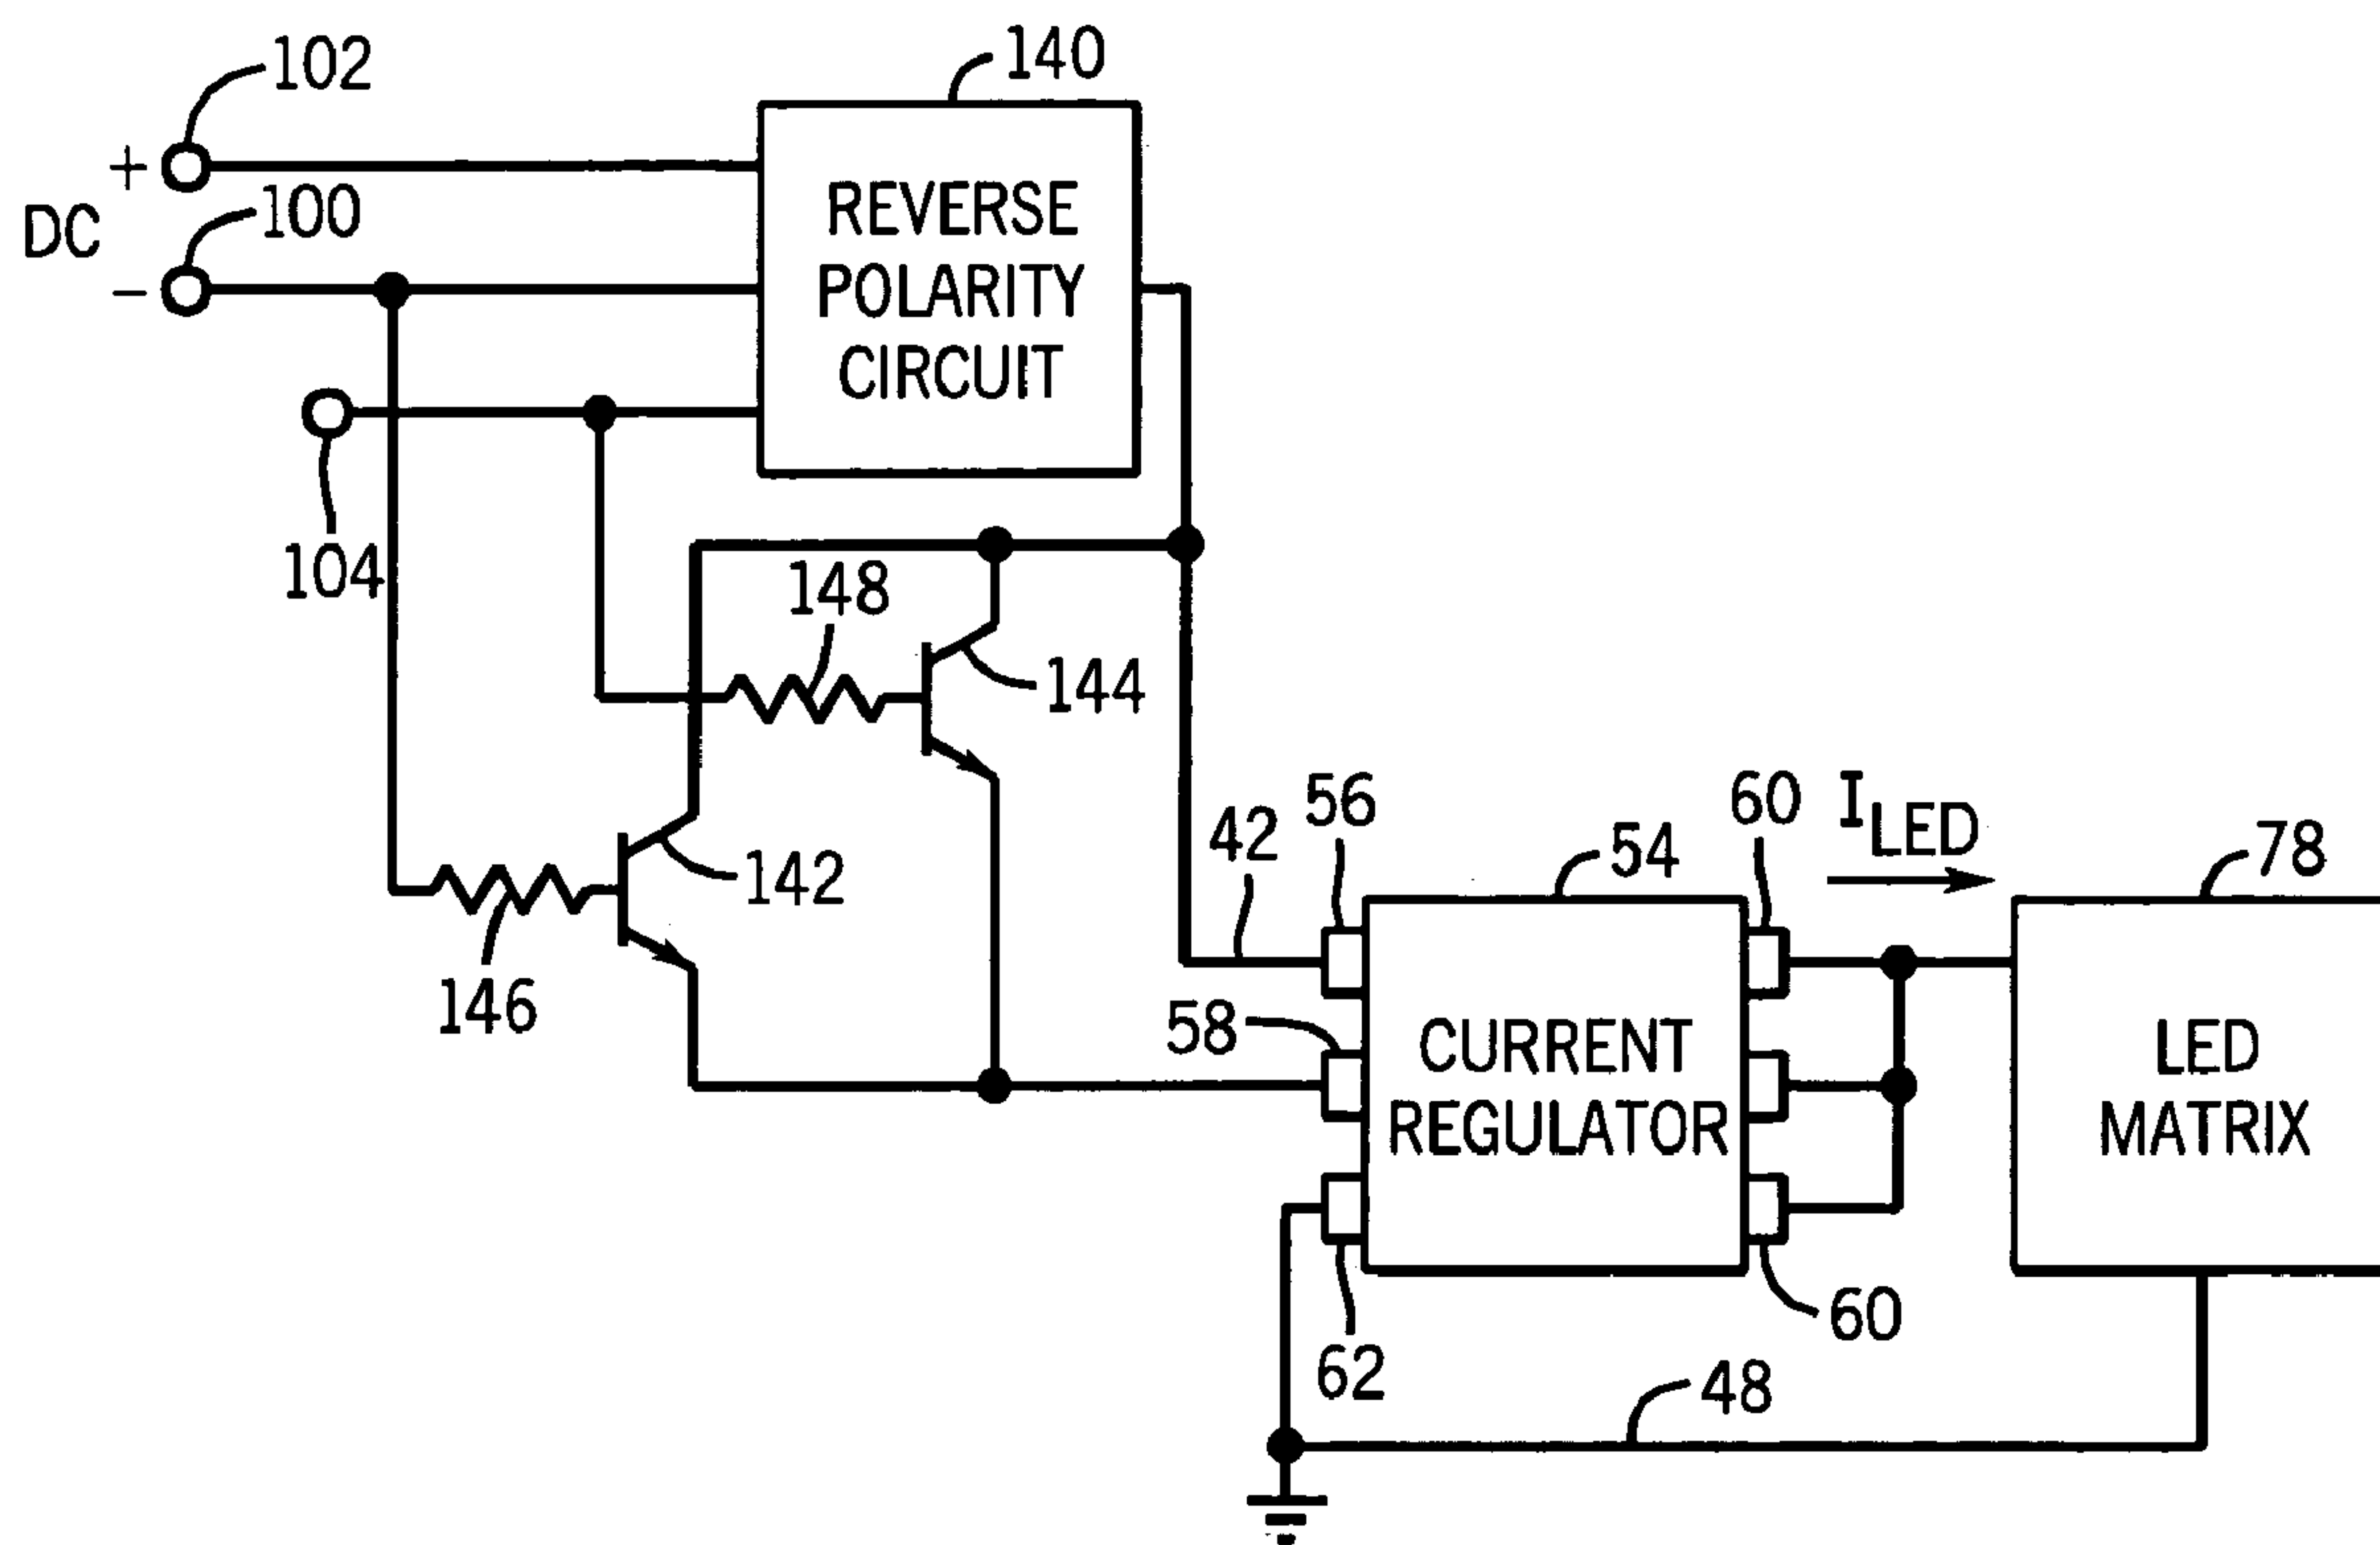 102
140
+
100
DC
−
REVERSE
POLARITY
CIRCUIT
104
148
144
142
146
42
56
58
54
60
I LED
78
CURRENT
REGULATOR
LED
MATRIX
62
60
48